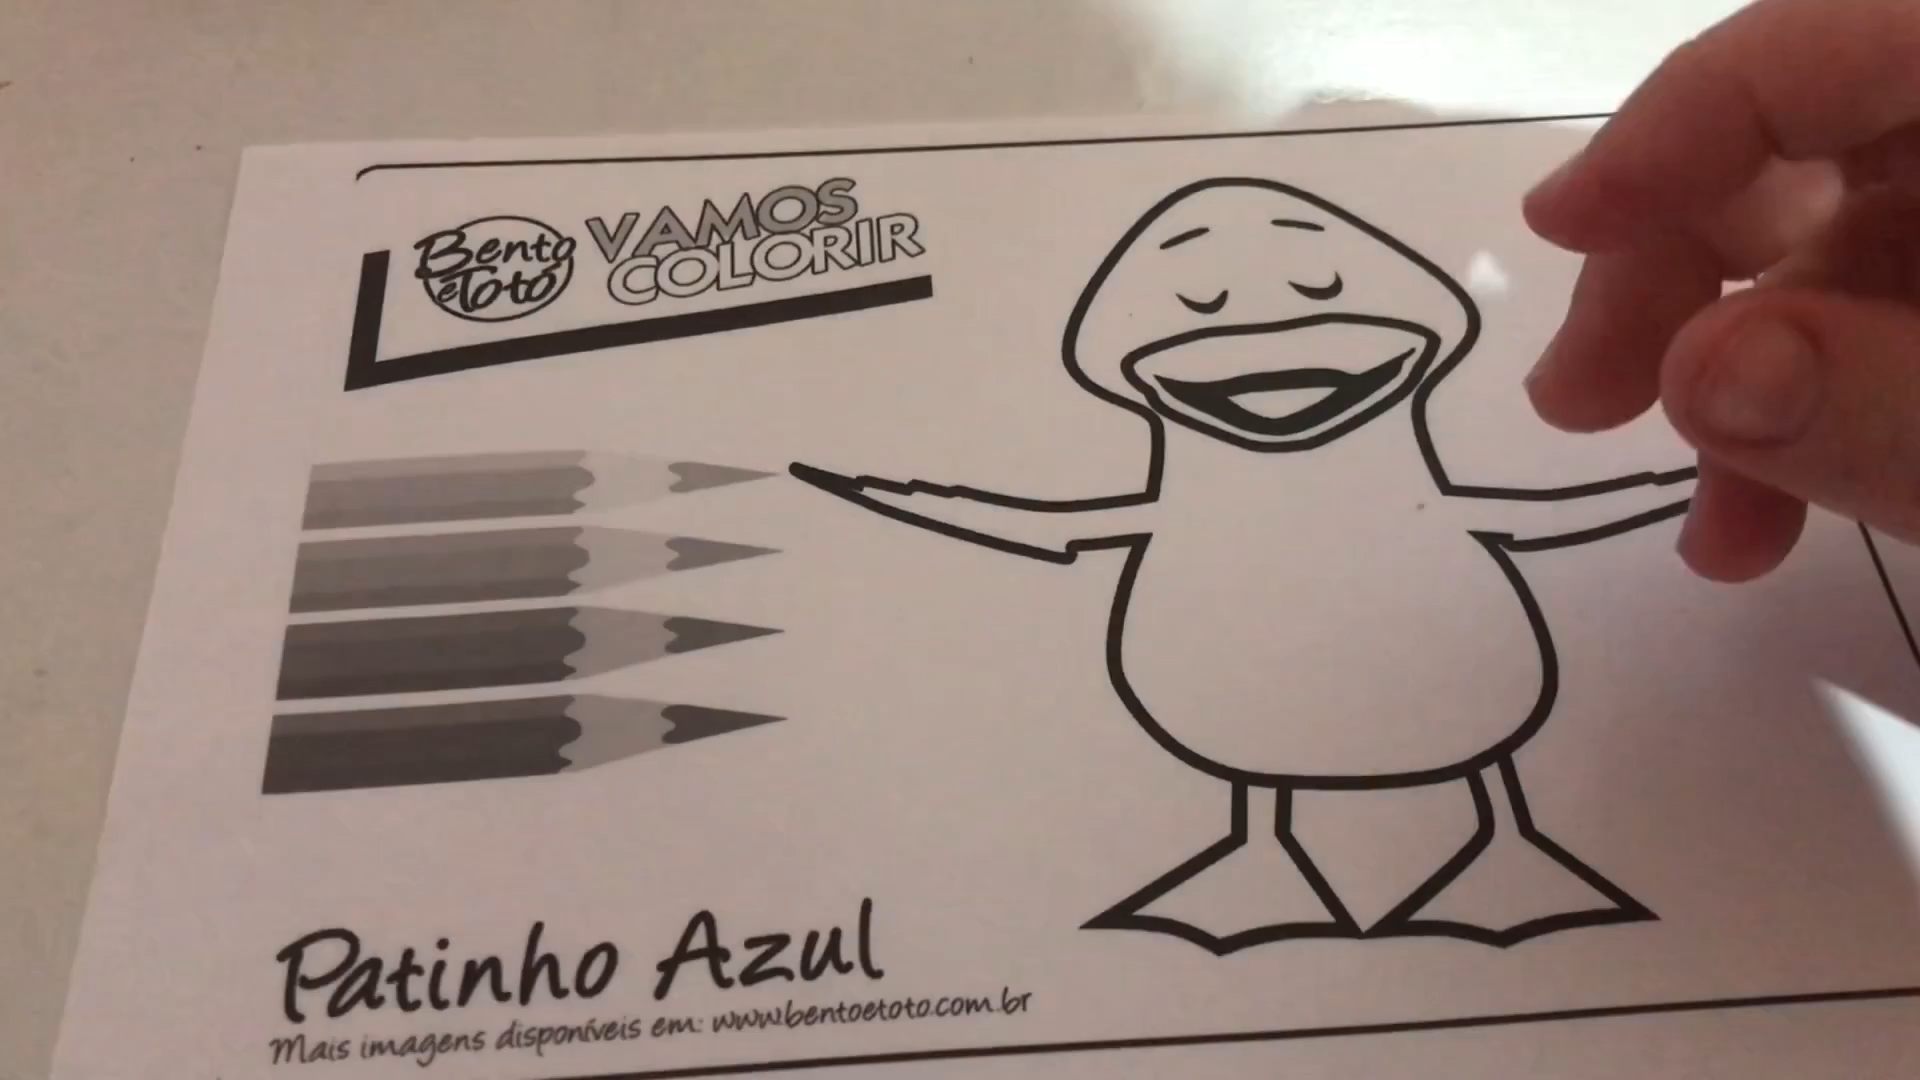 Bento
e Totó
VAMOS
COLORIR
Patinho Azul
Mais imagens disponíveis em: www.bentoetoto.com.br